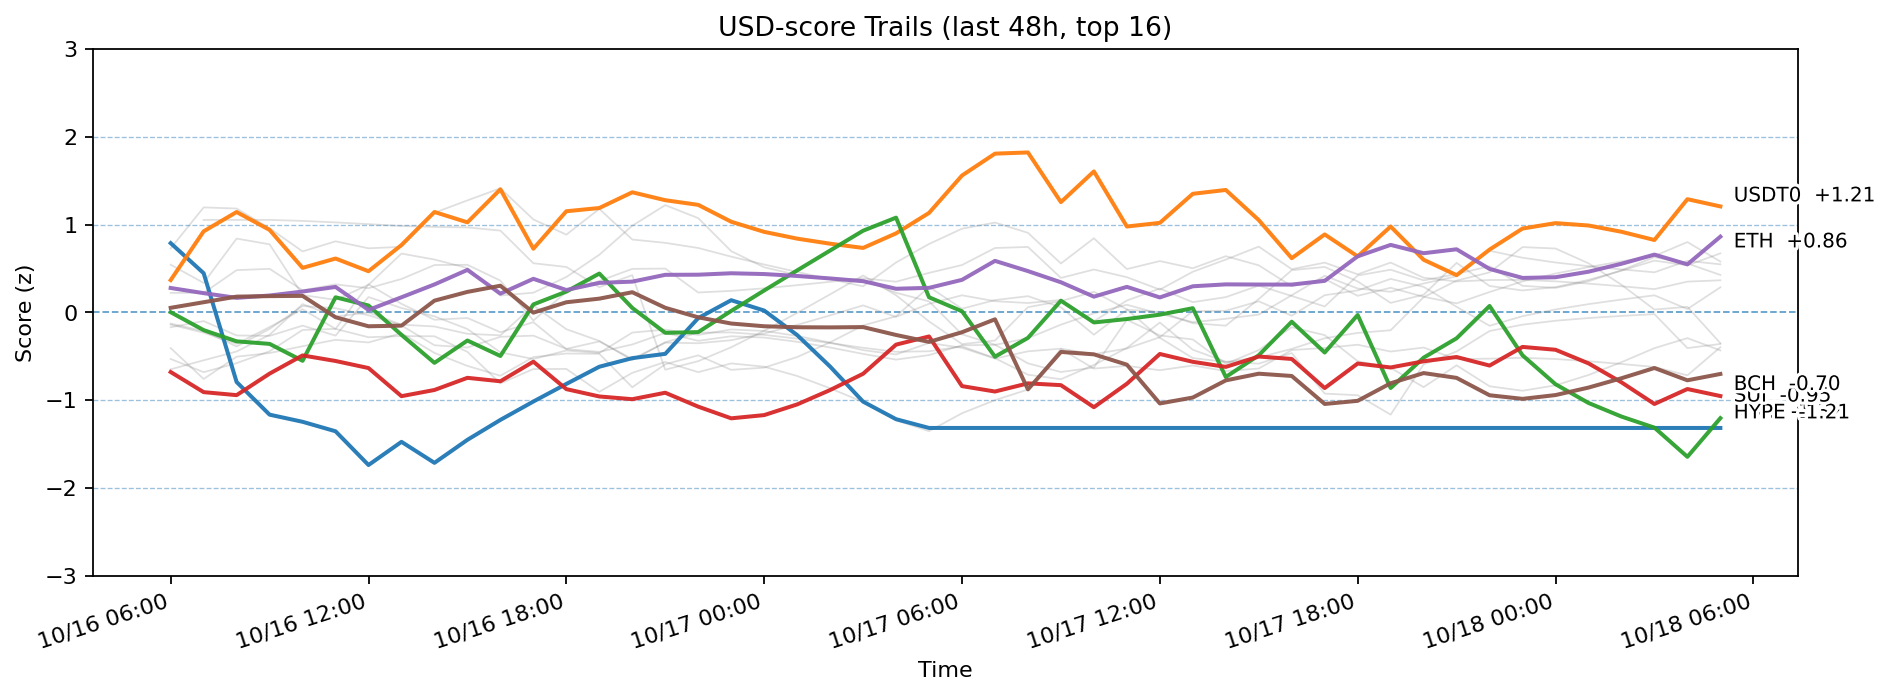 USD-score Trails (last 48h, top 16)
Score (z)
3
2
1
0
−1
−2
−3
USDT0 +1.21
ETH +0.86
BCH -0.70
SUI -0.95
HYPE -1.21
10/16 06:00
10/16 12:00
10/16 18:00
10/17 00:00
10/17 06:00
10/17 12:00
10/17 18:00
10/18 00:00
10/18 06:00
Time